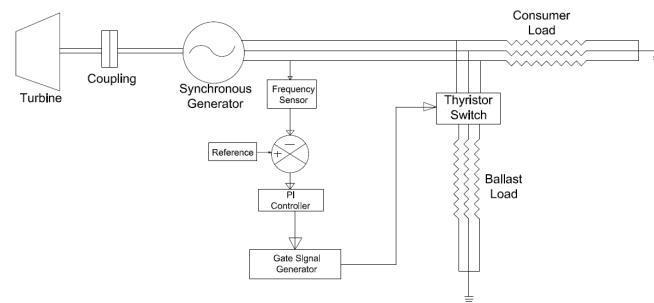 Consumer
Load
Turbine
Coupling
Synchronous
Generator
Frequency
Sensor
Thyristor
Switch
Reference
+
−
PI
Controller
Ballast
Load
Gate Signal
Generator